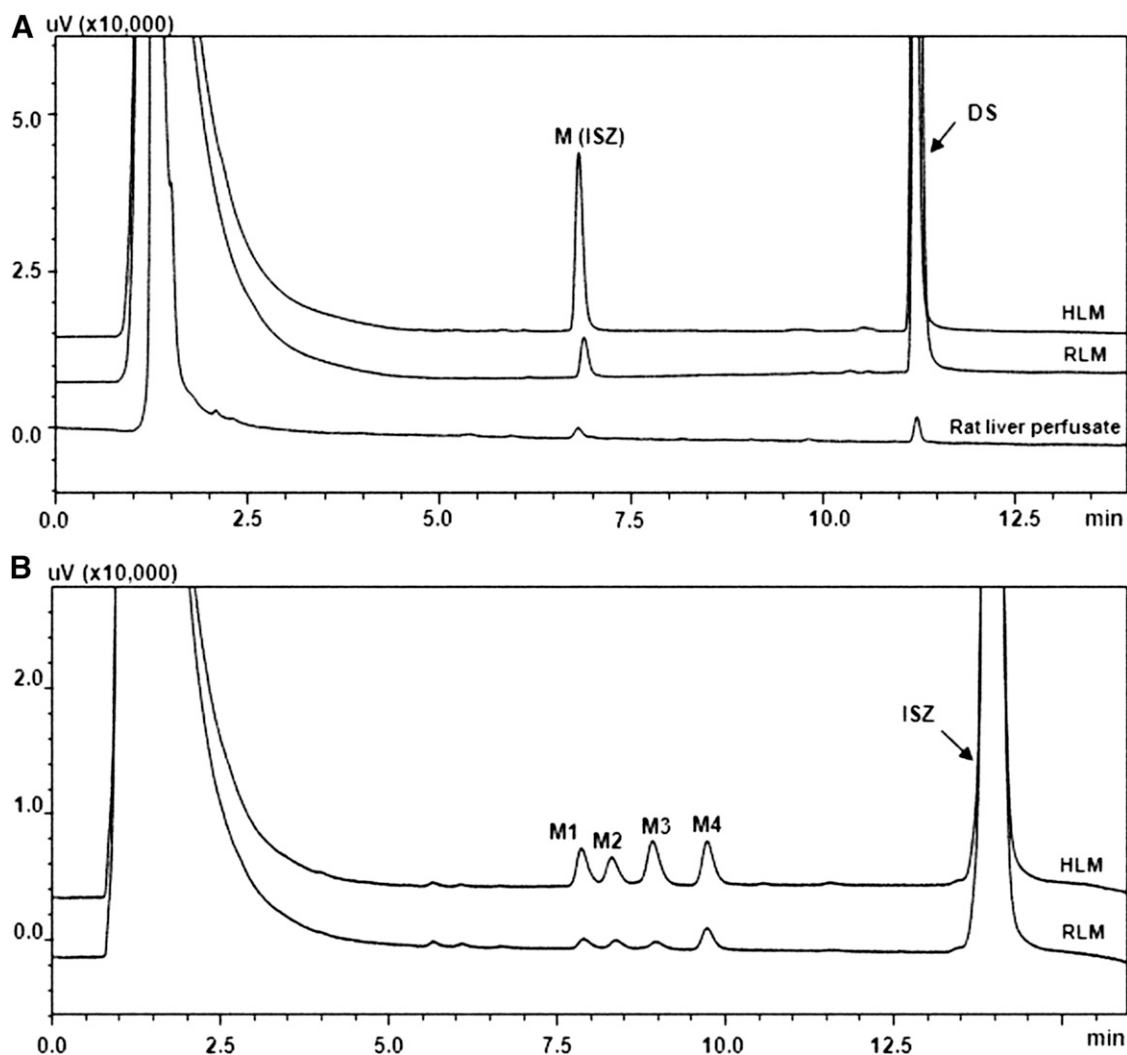 A
uV (x10,000)
5.0
M (ISZ)
DS
2.5
HLM
RLM
0.0
Rat liver perfusate
0.0 2.5 5.0 7.5 10.0 12.5 min
B
uV (x10,000)
2.0
ISZ
1.0
M1 M2 M3 M4
HLM
0.0
RLM
0.0 2.5 5.0 7.5 10.0 12.5 min